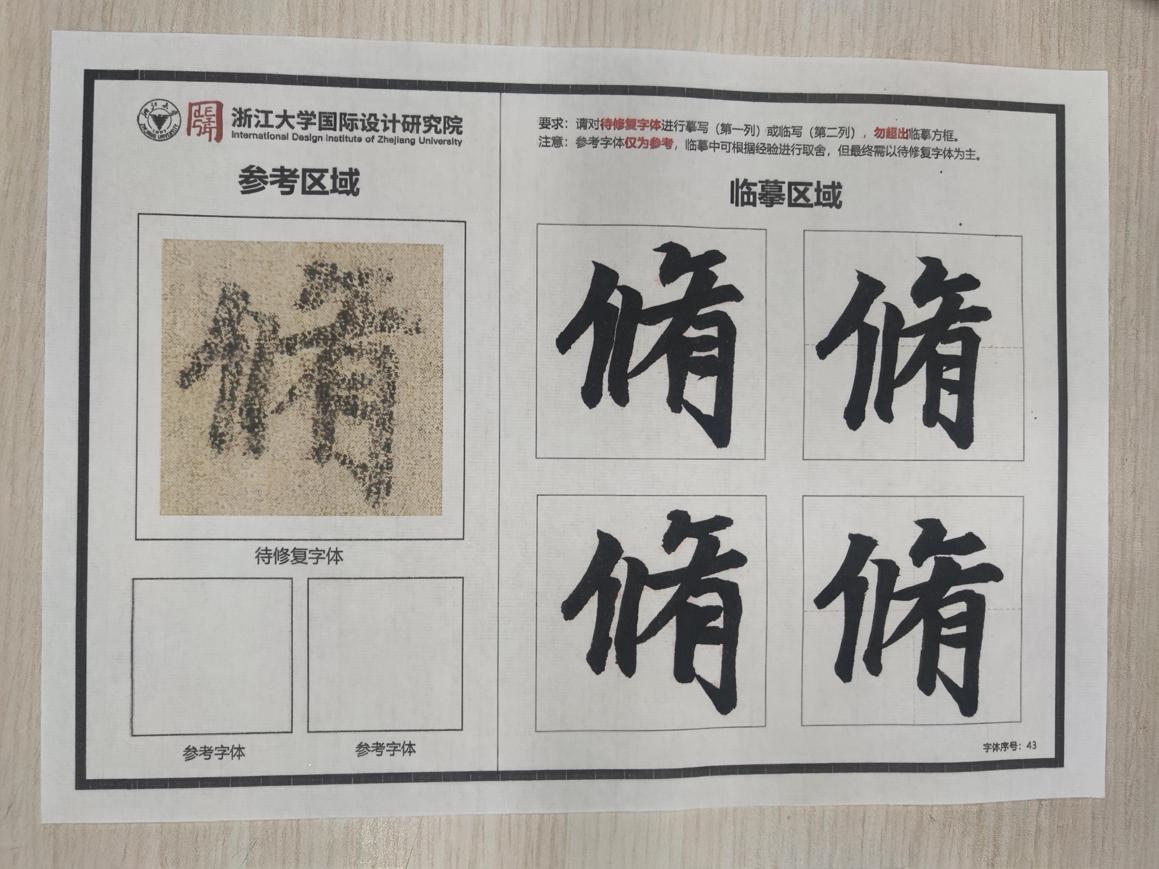 浙江大学国际设计研究院
International Design Institute of Zhejiang University
参考区域
脩
待修复字体
参考字体
参考字体
要求：请对待修复字体进行摹写（第一列）或临写（第二列），勿超出临摹方框。
注意：参考字体仅为参考，临摹中可根据经验进行取舍，但最终需以待修复字体为主。
临摹区域
脩 脩
脩 脩
字体序号：43